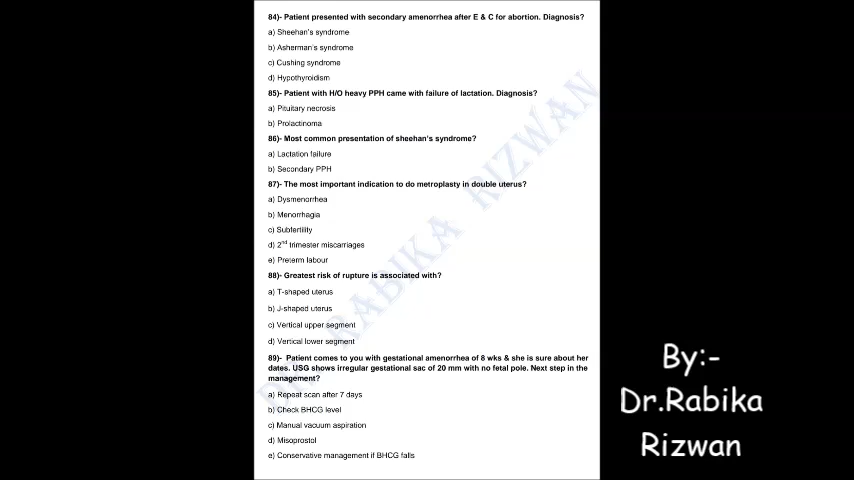 84)- Patient presented with secondary amenorrhea after E & C for abortion. Diagnosis?
a) Sheehan's syndrome
b) Asherman's syndrome
c) Cushing syndrome
d) Hypothyroidism
85)- Patient with H/O heavy PPH came with failure of lactation. Diagnosis?
a) Pituitary necrosis
b) Prolactinoma
86)- Most common presentation of sheehan's syndrome?
a) Lactation failure
b) Secondary PPH
87)- The most important indication to do metroplasty in double uterus?
a) Dysmenorrhea
b) Menorrhagia
c) Subfertility
d) 2nd trimester miscarriages
e) Preterm labour
88)- Greatest risk of rupture is associated with?
a) T-shaped uterus
b) J-shaped uterus
c) Vertical upper segment
d) Vertical lower segment
89)- Patient comes to you with gestational amenorrhea of 8 wks & she is sure about her
dates. USG shows irregular gestational sac of 20 mm with no fetal pole. Next step in the
management?
a) Repeat scan after 7 days
b) Check BHCG level
c) Manual vacuum aspiration
d) Misoprostol
e) Conservative management if BHCG falls
DR. RABIKA RIZWAN
By:-
Dr.Rabika
Rizwan